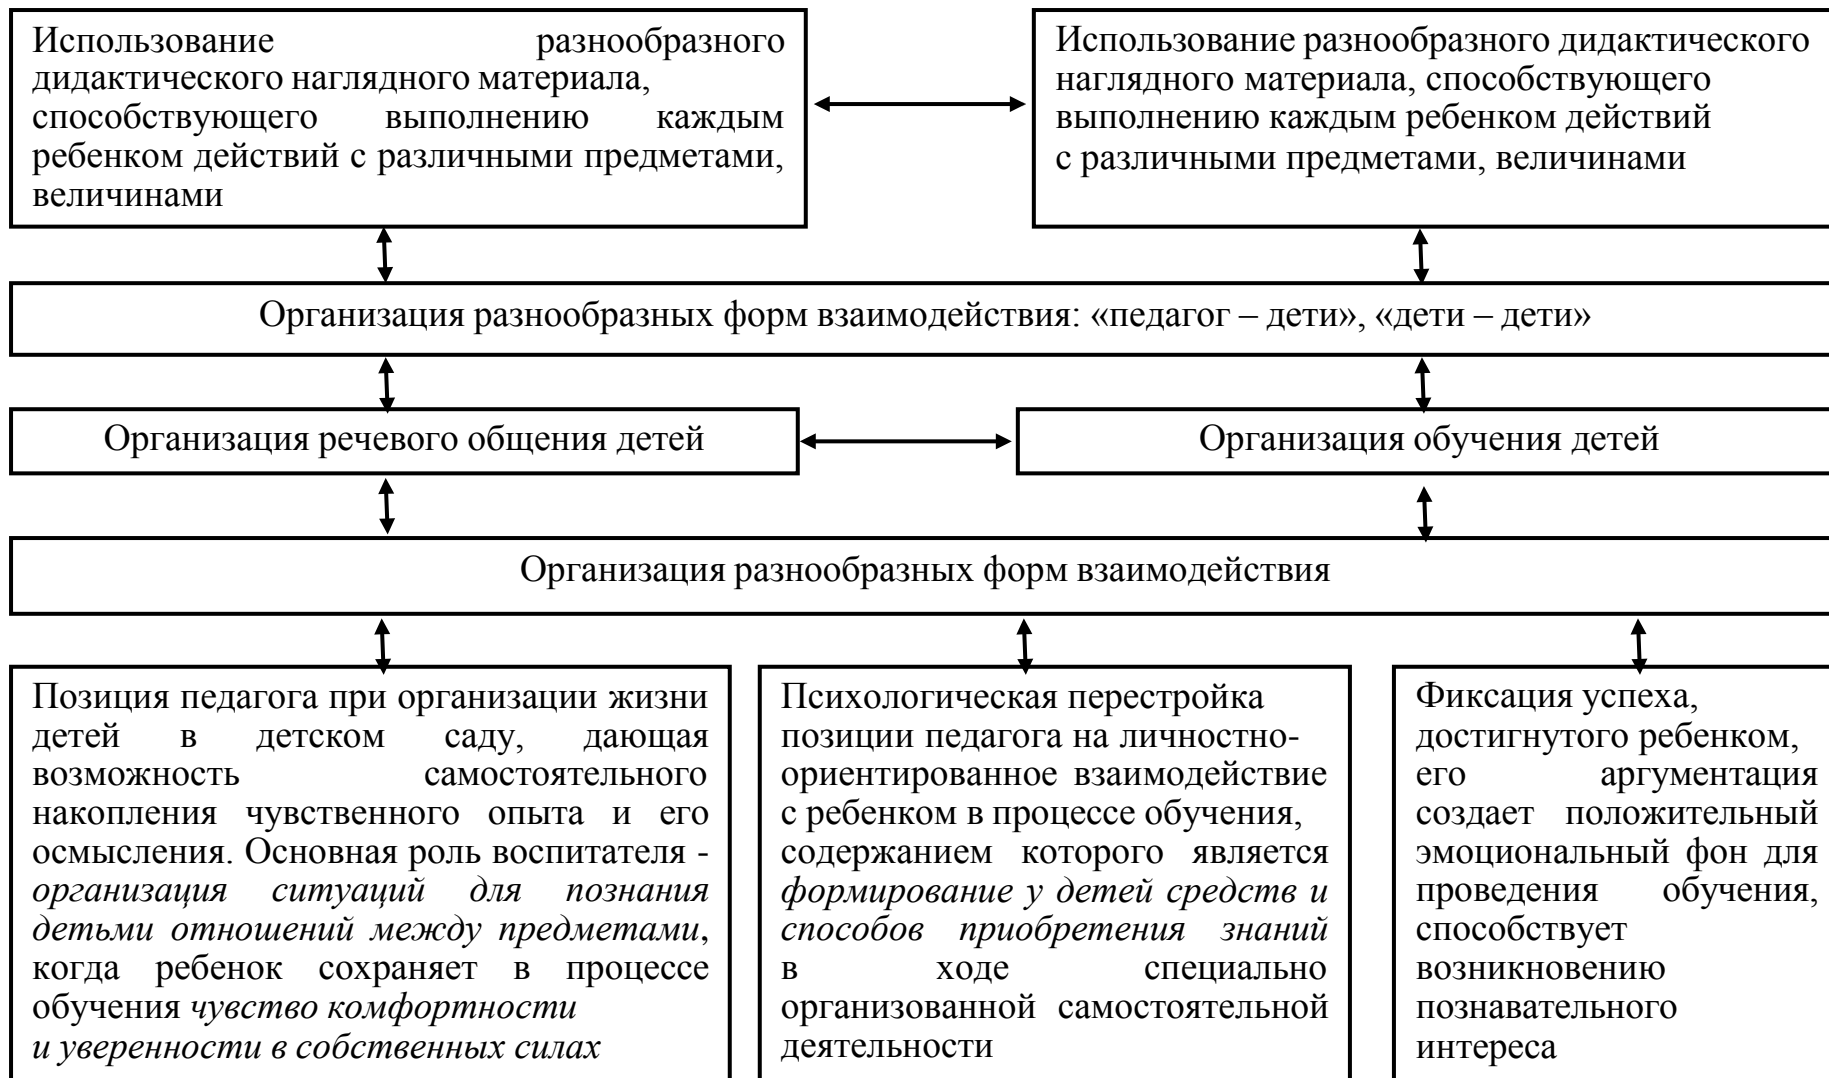 Использование разнообразного
дидактического наглядного материала,
способствующего выполнению каждым
ребенком действий с различными предметами,
величинами
Использование разнообразного дидактического
наглядного материала, способствующего
выполнению каждым ребенком действий
с различными предметами, величинами
Организация разнообразных форм взаимодействия: «педагог – дети», «дети – дети»
Организация речевого общения детей
Организация обучения детей
Организация разнообразных форм взаимодействия
Позиция педагога при организации жизни
детей в детском саду, дающая
возможность самостоятельного
накопления чувственного опыта и его
осмысления. Основная роль воспитателя -
организация ситуаций для познания
детьми отношений между предметами,
когда ребенок сохраняет в процессе
обучения чувство комфортности
и уверенности в собственных силах
Психологическая перестройка
позиции педагога на личностно-
ориентированное взаимодействие
с ребенком в процессе обучения,
содержанием которого является
формирование у детей средств и
способов приобретения знаний
в ходе специально
организованной самостоятельной
деятельности
Фиксация успеха,
достигнутого ребенком,
его аргументация
создает положительный
эмоциональный фон для
проведения обучения,
способствует
возникновению
познавательного
интереса